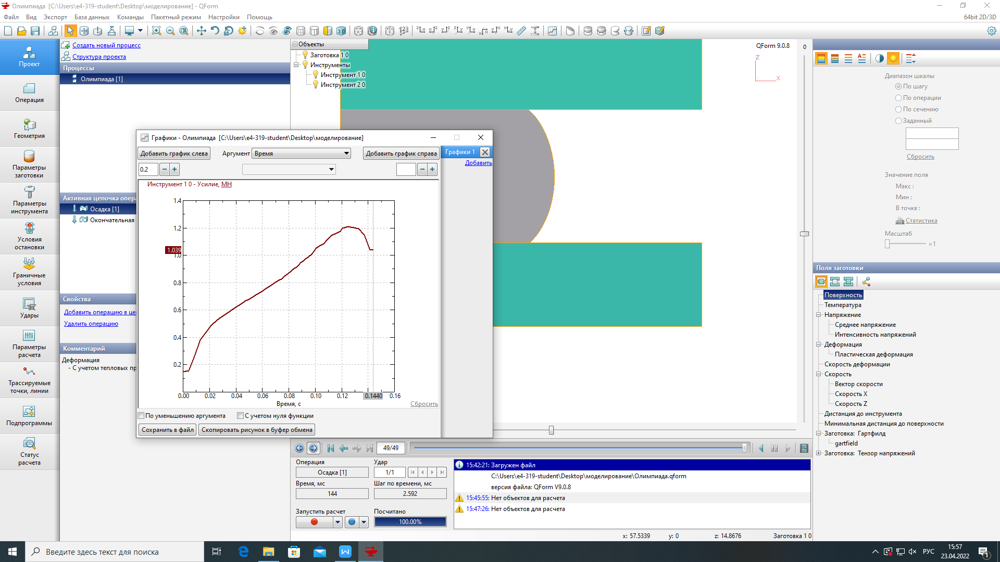 Олимпиада [C:\Users\e4-319-student\Desktop\моделирование] - QForm
Файл Вид Экспорт База данных Команды Пакетный режим Настройки Помощь
64bit 2D/3D
Проект
Операция
Геометрия
Параметры заготовки
Параметры инструмента
Условия остановки
Граничные условия
Удары
Параметры расчета
Трассируемые точки, линии
Подпрограммы
Статус расчета
Создать новый процесс
Структура проекта
Процессы
Олимпиада [1]
Активная цепочка опера
Осадка [1]
Окончательная
Свойства
Добавить операцию в це
Удалить операцию
Комментарий
Деформация
- С учетом тепловых пр
Объекты
Заготовка 1 0
Инструменты
Инструмент 1 0
Инструмент 2 0
QForm 9.0.8
Z
X
0
Графики - Олимпиада [C:\Users\e4-319-student\Desktop\моделирование]
Добавить график слева
Аргумент
Время
Добавить график справа
Графики 1
Добавить
0.2
Инструмент 1 0 - Усилие, МН
1.4
1.2
1.039
1.0
0.8
0.6
0.4
0.2
0.00 0.02 0.04 0.06 0.08 0.10 0.12 0.1440 0.16
Время, с
Сбросить
По уменьшению аргумента
С учетом нуля функции
Сохранить в файл
Скопировать рисунок в буфер обмена
49/49
Операция
Осадка [1]
Удар
1/1
Время, мс
144
Шаг по времени, мс
2.592
Запустить расчет
Посчитано
100.00%
15:42:21: Загружен файл
C:\Users\e4-319-student\Desktop\моделирование\Олимпиада.qform
версия файла: QForm V9.0.8
15:45:55: Нет объектов для расчета
15:47:26: Нет объектов для расчета
x: 57.5339 y: 0 z: 14.8676 Заготовка 1 0
Диапазон шкалы
По шагу
По операции
По сечению
Заданный
Сбросить
Значение поля
Макс :
Мин :
В точке :
Статистика
Масштаб
×1
Поля заготовки
Поверхность
Температура
Напряжение
Среднее напряжение
Интенсивность напряжений
Деформация
Пластическая деформация
Скорость деформации
Скорость
Вектор скорости
Скорость X
Скорость Z
Дистанция до инструмента
Минимальная дистанция до поверхности
Заготовка: Гартфилд
gartfield
Заготовка: Тензор напряжений
Введите здесь текст для поиска
РУС
15:57
23.04.2022
1